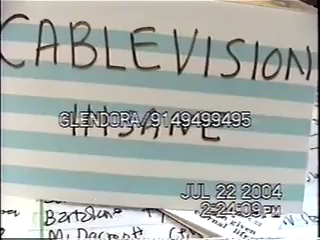 CABLEVISION
GLENDORA/9149499495
INSANE
JUL 22 2004
2:24:09 PM